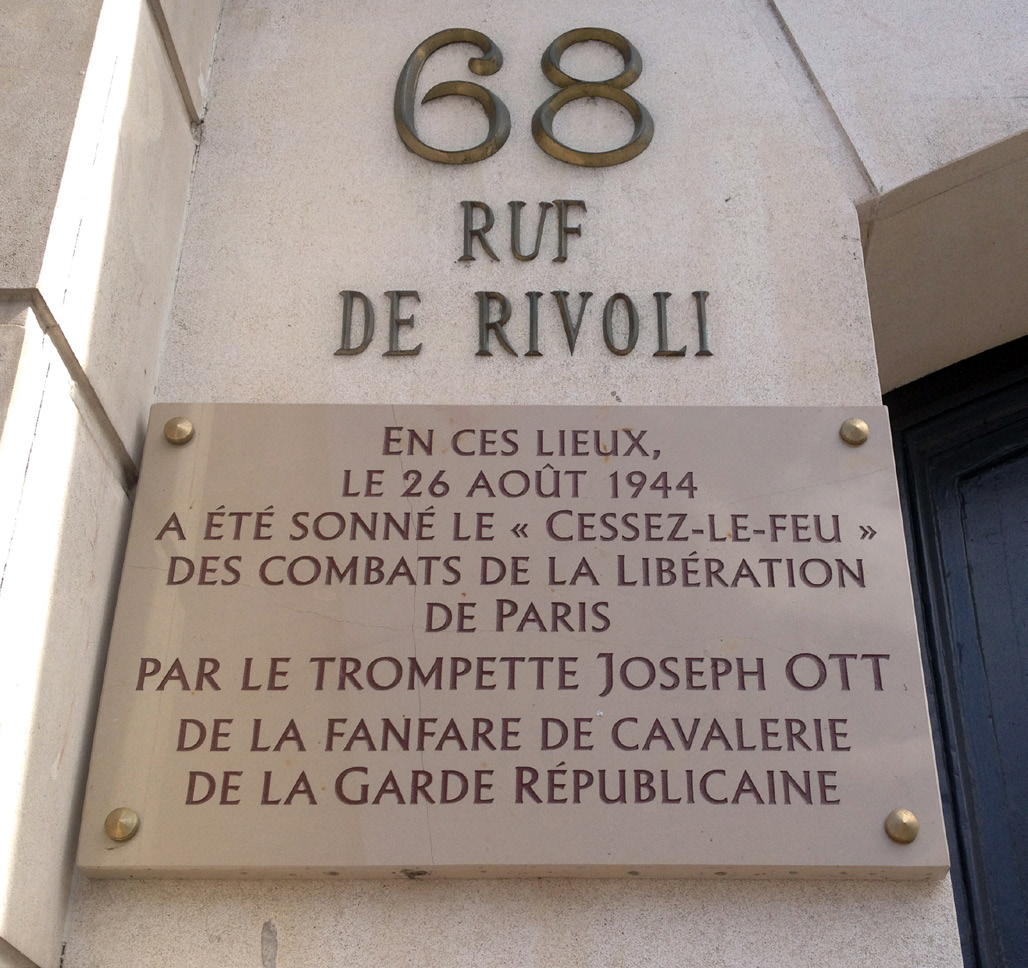 68
RUF
DE RIVOLI
EN CES LIEUX,
LE 26 AOÛT 1944
A ÉTÉ SONNÉ LE « CESSEZ-LE-FEU »
DES COMBATS DE LA LIBÉRATION
DE PARIS
PAR LE TROMPETTE JOSEPH OTT
DE LA FANFARE DE CAVALERIE
DE LA GARDE RÉPUBLICAINE